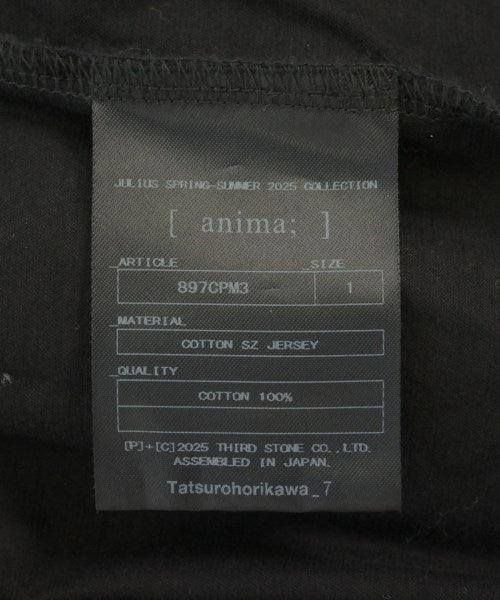 JULIUS SPRING-SUMMER 2025 COLLECTION
[ anima; ]
_ARTICLE _SIZE
897CPM3 1
_MATERIAL
COTTON SZ JERSEY
_QUALITY
COTTON 100%
[P]+[C]2025 THIRD STONE CO.,LTD.
ASSEMBLED IN JAPAN.
Tatsurohorikawa_7